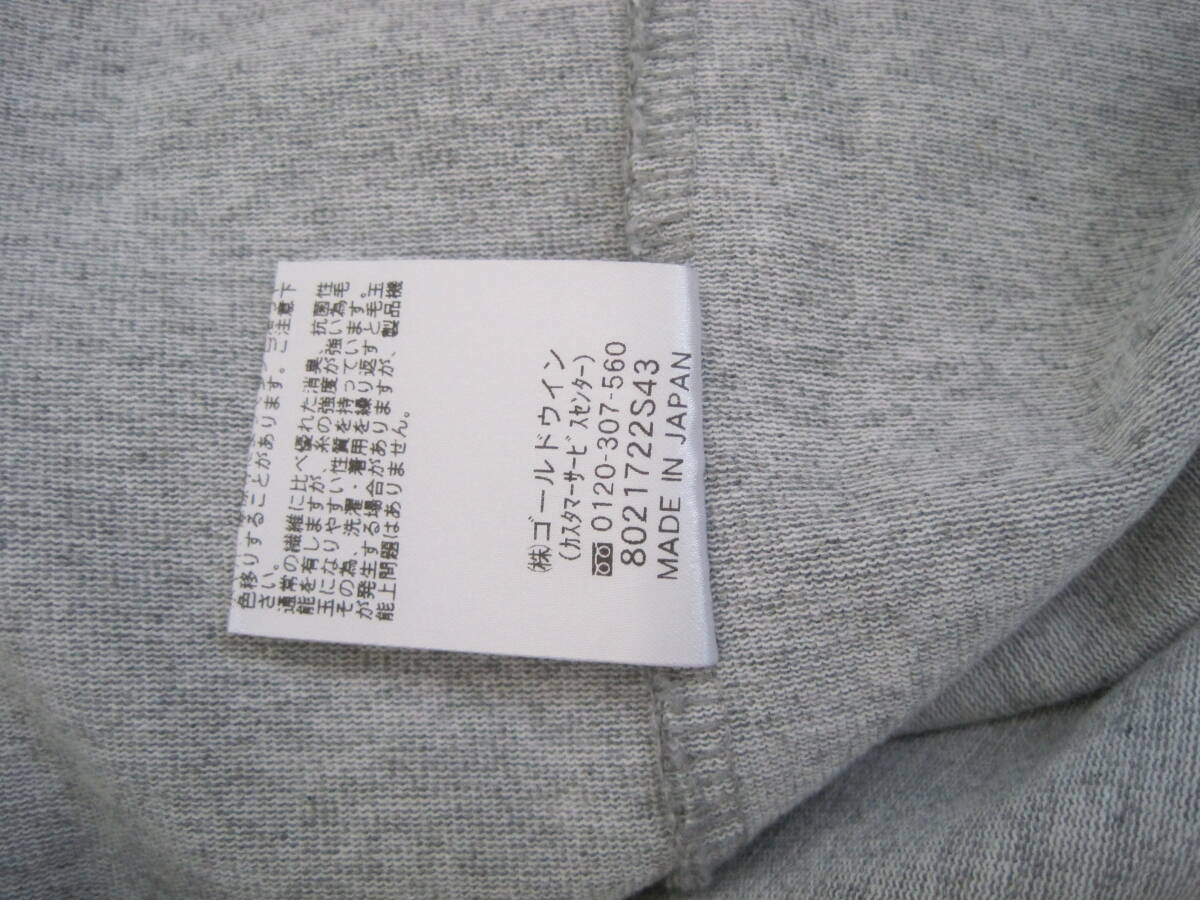 色移りすることがあります。ご注意下
さい。
通常の繊維に比べ優れた消臭、抗菌性
能を有しますが、糸の強度が強い為毛
玉になりやすい性質を持っています。
その為、洗濯・着用を繰り返すと毛玉
が発生する場合がありますが、製品機
能上問題はありません。
㈱ゴールドウイン
(ｶｽﾀﾏｰｻｰﾋﾞｽｾﾝﾀｰ)
0120-307-560
8021722S43
MADE IN JAPAN